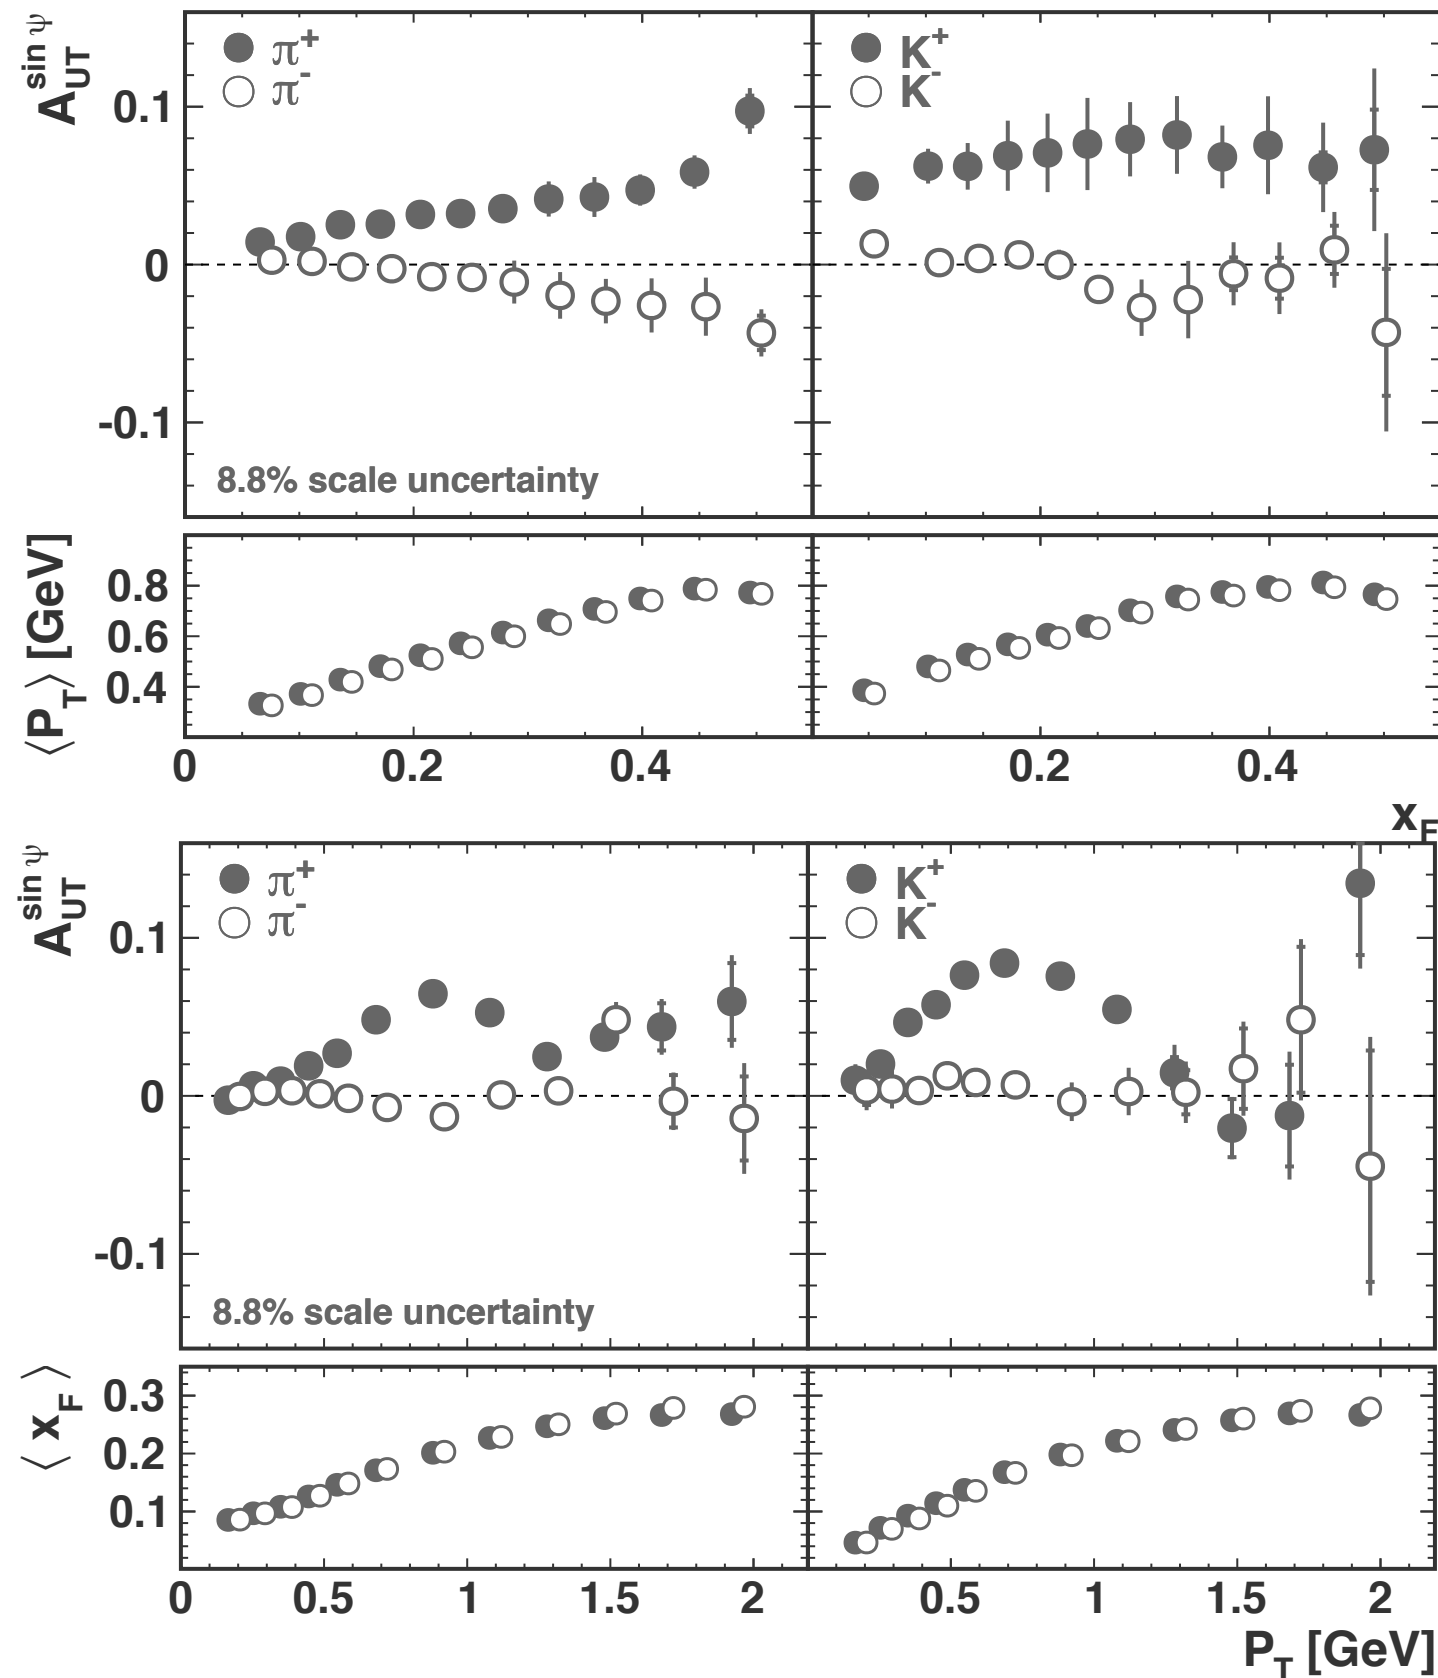 A_UT^sin ψ
π+
π-
K+
K-
0.1
0
-0.1
8.8% scale uncertainty
⟨P_T⟩ [GeV]
0.8
0.6
0.4
0 0.2 0.4 0.2 0.4
x_F
A_UT^sin ψ
π+
π-
K+
K-
0.1
0
-0.1
8.8% scale uncertainty
⟨x_F⟩
0.3
0.2
0.1
0 0.5 1 1.5 2 0.5 1 1.5 2
P_T [GeV]